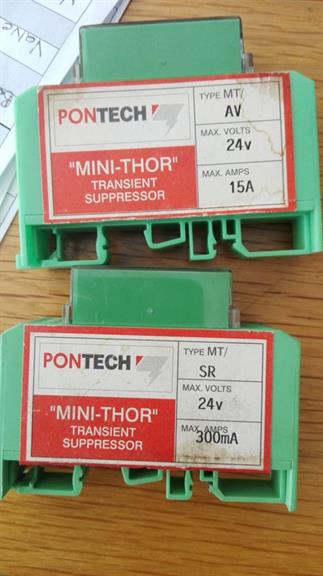 Valve
PONTECH
TYPE MT/
AV
MAX. VOLTS
24v
MAX. AMPS
15A
"MINI-THOR"
TRANSIENT
SUPPRESSOR
PONTECH
TYPE MT/
SR
MAX. VOLTS
24v
MAX. AMPS
300mA
"MINI-THOR"
TRANSIENT
SUPPRESSOR